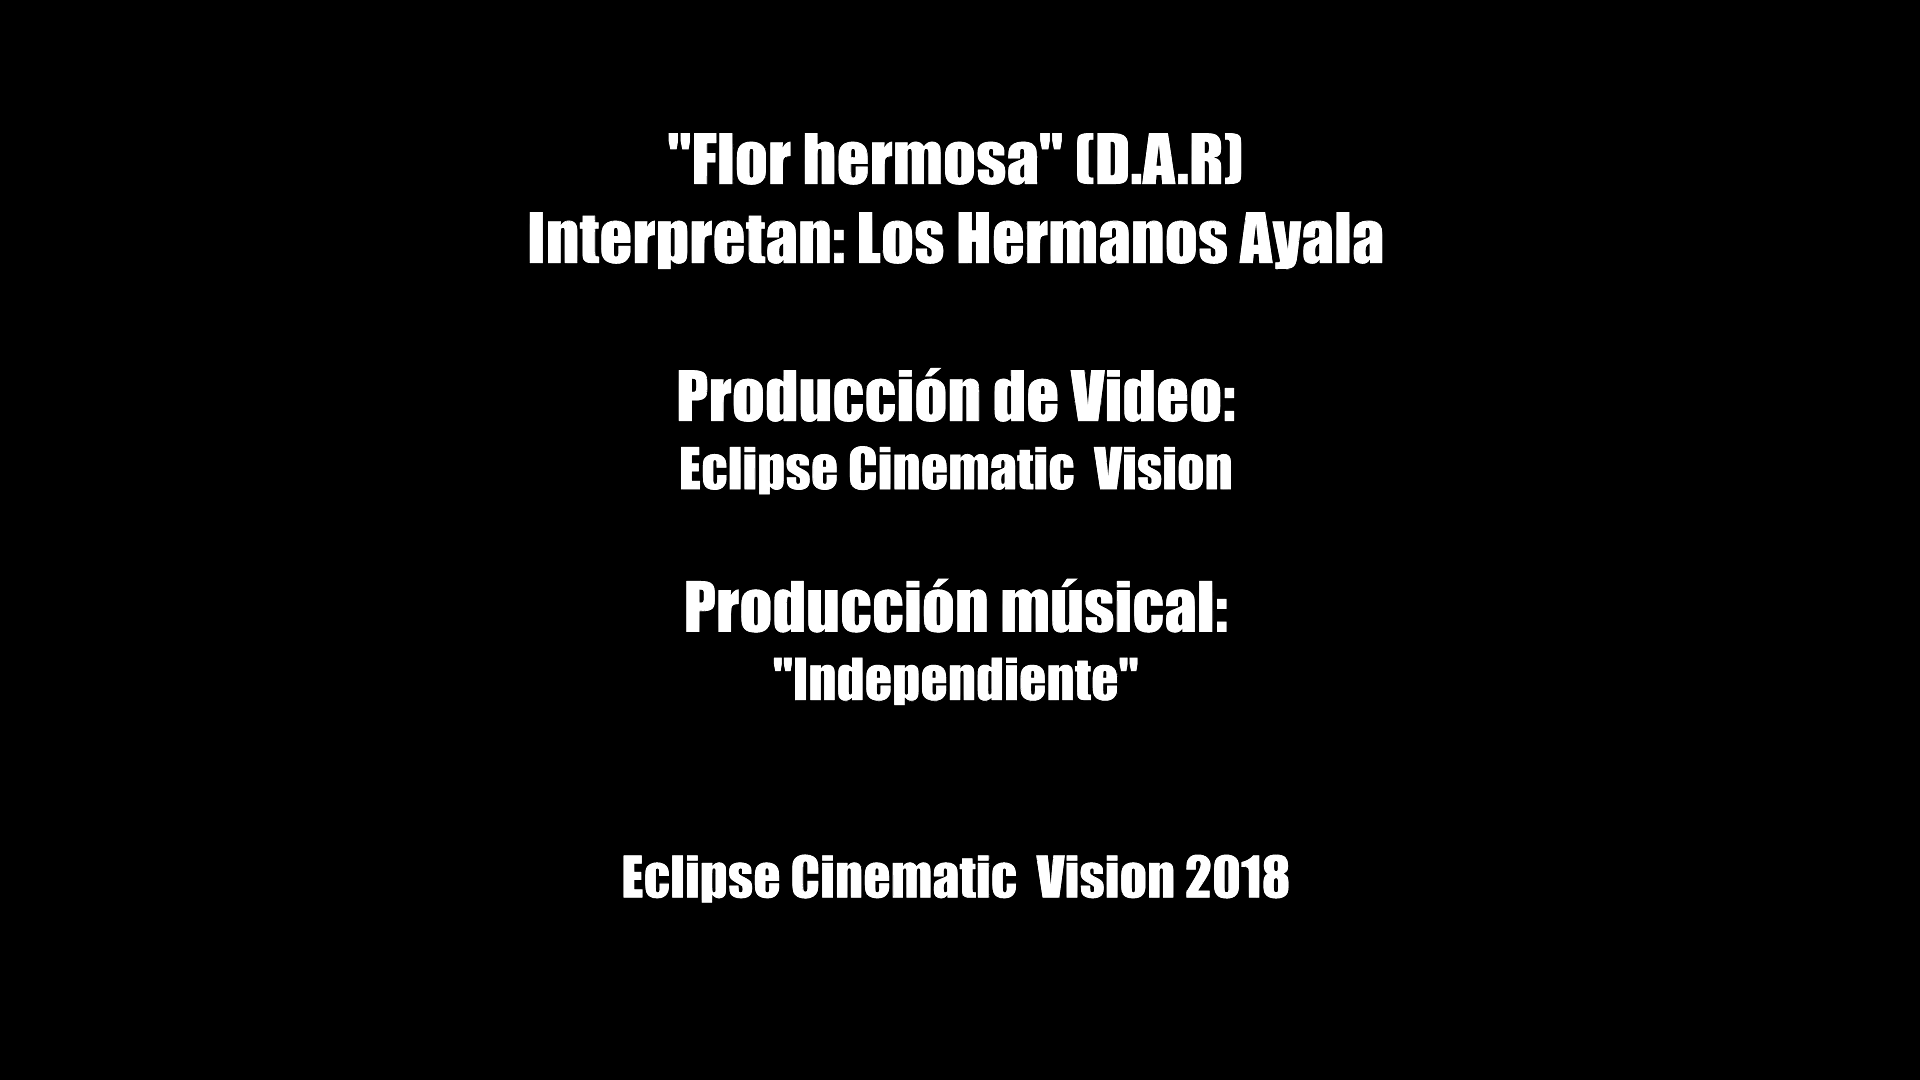 "Flor hermosa" (D.A.R)
Interpretan: Los Hermanos Ayala
Producción de Video:
Eclipse Cinematic  Vision
Producción músical:
"Independiente"
Eclipse Cinematic  Vision 2018